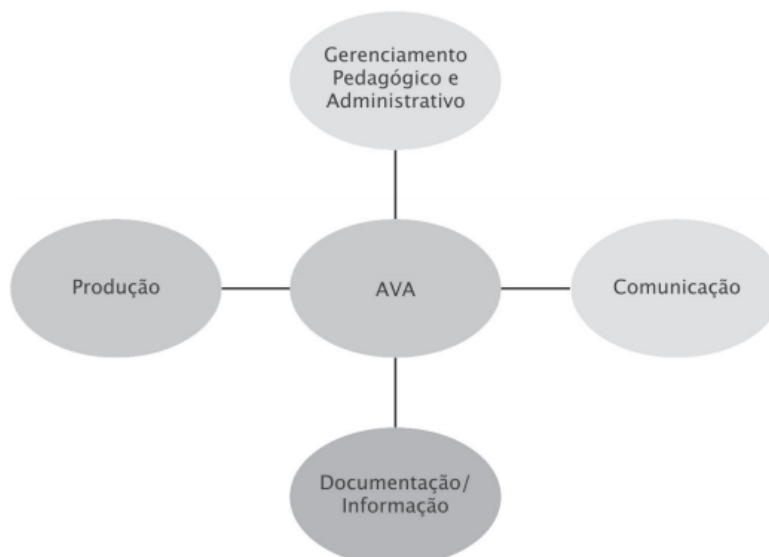 Gerenciamento
Pedagógico e
Administrativo
Produção
AVA
Comunicação
Documentação/
Informação